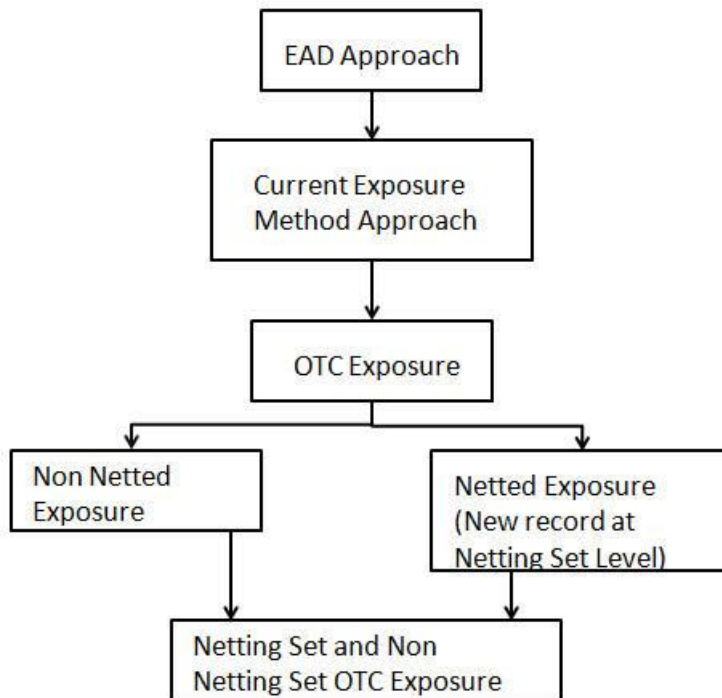 EAD Approach
Current Exposure
Method Approach
OTC Exposure
Non Netted
Exposure
Netted Exposure
(New record at
Netting Set Level)
Netting Set and Non
Netting Set OTC Exposure